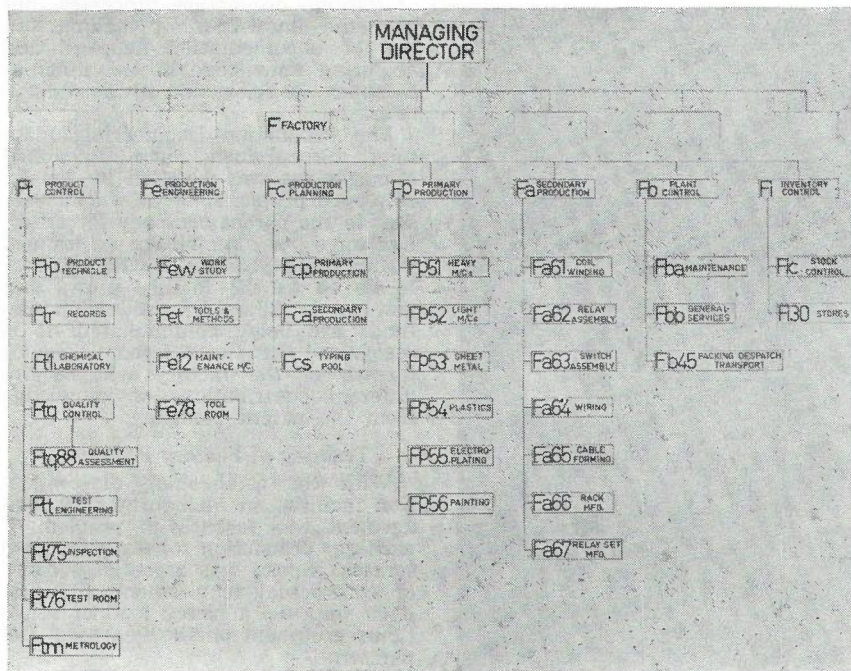 MANAGING
DIRECTOR
F FACTORY
Ft PRODUCT
CONTROL
Fe PRODUCTION
ENGINEERING
Fc PRODUCTION
PLANNING
Fp PRIMARY
PRODUCTION
Fa SECONDARY
PRODUCTION
Fb PLANT
CONTROL
Fi INVENTORY
CONTROL
Ftp PRODUCT
TECHNIQUE
Few WORK
STUDY
Fcp PRIMARY
PRODUCTION
Fp51 HEAVY
M/Cs
Fa61 COIL
WINDING
Fba MAINTENANCE
Fic STOCK
CONTROL
Ftr RECORDS
Fet TOOLS &
METHODS
Fca SECONDARY
PRODUCTION
Fp52 LIGHT
M/Cs
Fa62 RELAY
ASSEMBLY
Fbb GENERAL
SERVICES
Fi30 STORES
Ft1 CHEMICAL
LABORATORY
Fe12 MAINT-
ENANCE M/C
Fcs TYPING
POOL
Fp53 SHEET
METAL
Fa63 SWITCH
ASSEMBLY
Fb45 PACKING DESPATCH
TRANSPORT
Ftq QUALITY
CONTROL
Fe78 TOOL
ROOM
Fp54 PLASTICS
Fa64 WIRING
Ftq88 QUALITY
ASSESSMENT
Fp55 ELECTRO-
PLATING
Fa65 CABLE
FORMING
Ftt TEST
ENGINEERING
Fp56 PAINTING
Fa66 RACK
MFG.
Ft75 INSPECTION
Fa67 RELAY SET
MFG.
Ft76 TEST ROOM
Ftm METROLOGY